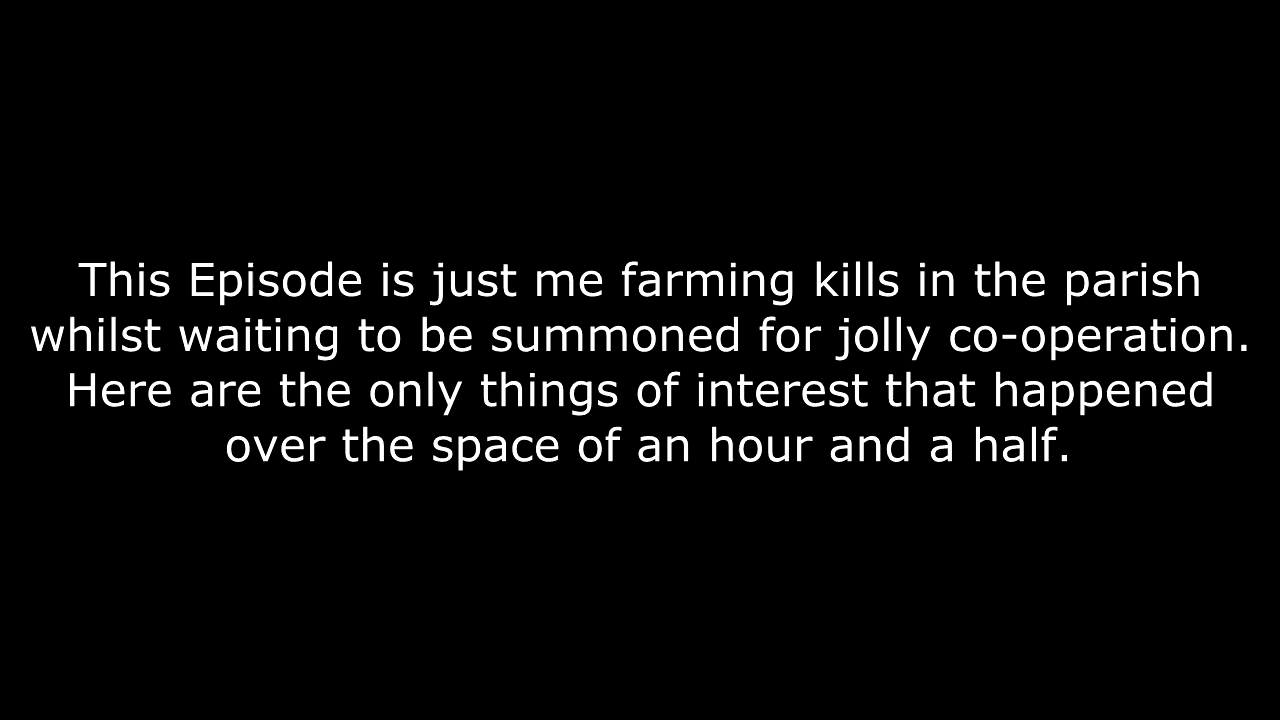 This Episode is just me farming kills in the parish
whilst waiting to be summoned for jolly co-operation.
Here are the only things of interest that happened
over the space of an hour and a half.